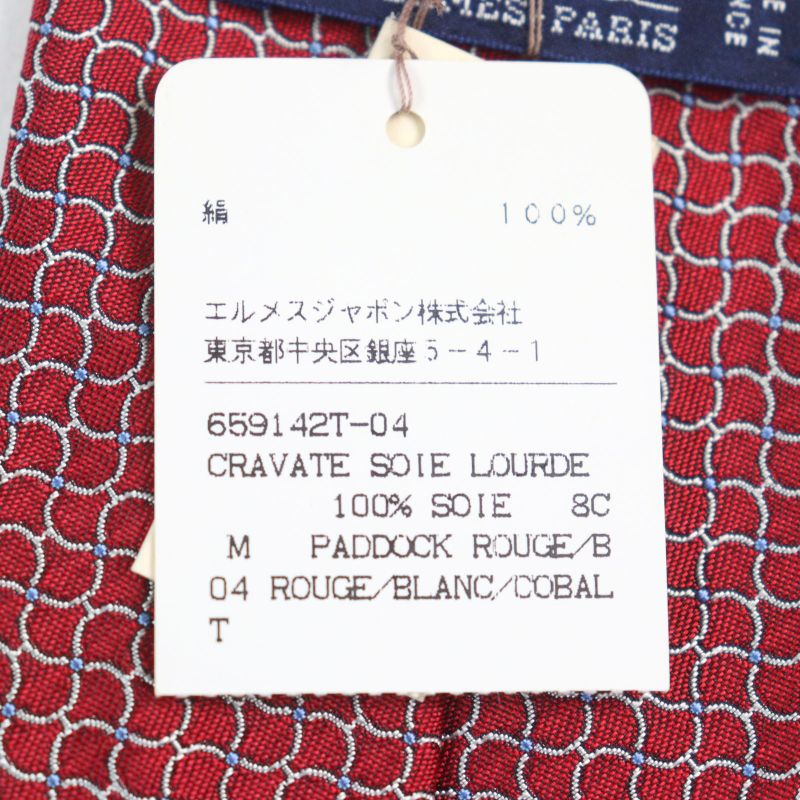 PARIS
IN
絹 100%
エルメスジャポン株式会社
東京都中央区銀座5-4-1
659142T-04
CRAVATE SOIE LOURDE
100% SOIE 8C
M PADDOCK ROUGE/B
04 ROUGE/BLANC/COBAL
T